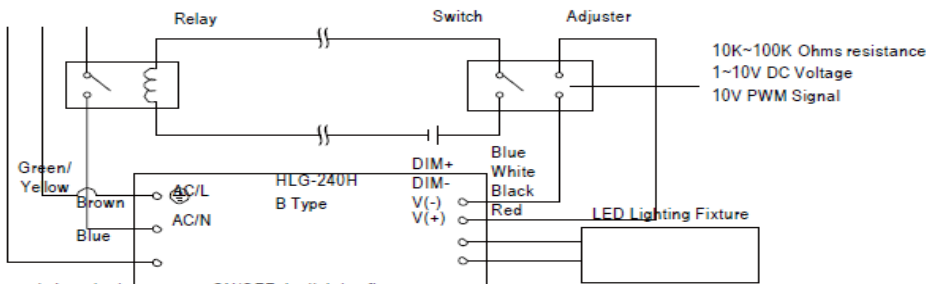 Relay
Switch
Adjuster
10K~100K Ohms resistance
1~10V DC Voltage
10V PWM Signal
Green/
Yellow
Brown
Blue
AC/L
AC/N
HLG-240H
B Type
DIM+
DIM-
V(-)
V(+)
Blue
White
Black
Red
LED Lighting Fixture